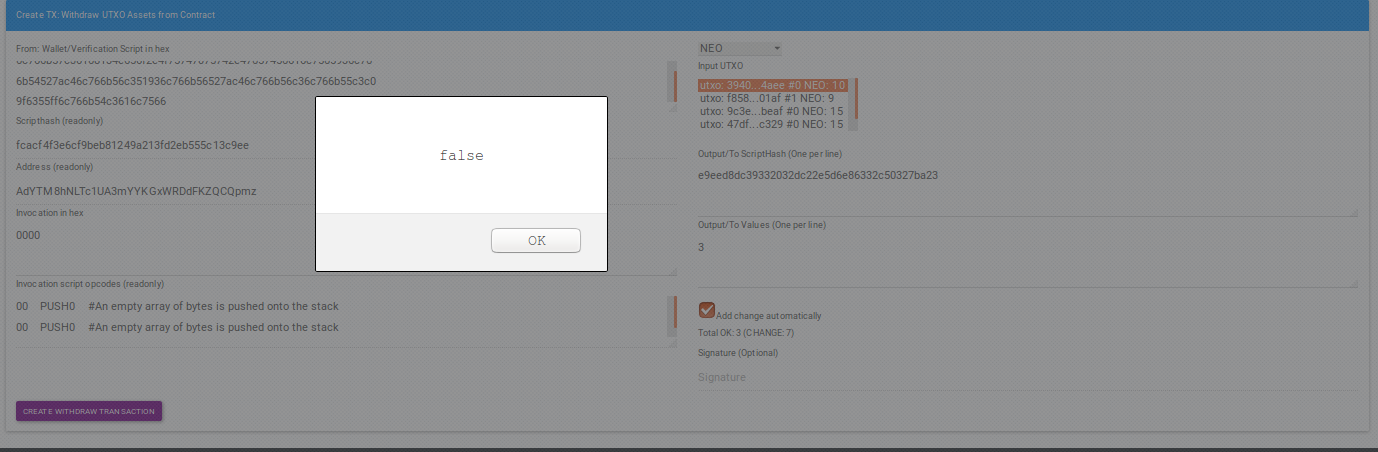 Create TX: Withdraw UTXO Assets from Contract
From: Wallet/Verification Script in hex
6b54527ac46c766b56c351936c766b56527ac46c766b56c36c766b55c3c0
9f6355ff6c766b54c3616c7566
Scripthash (readonly)
fcacf4f3e6cf9beb81249a213fd2eb555c13c9ee
Address (readonly)
AdYTM8hNLTc1UA3mYYKGxWRDdFKZQCQpmz
Invocation in hex
0000
Invocation script opcodes (readonly)
00 PUSH0 #An empty array of bytes is pushed onto the stack
00 PUSH0 #An empty array of bytes is pushed onto the stack
CREATE WITHDRAW TRANSACTION
false
OK
NEO
Input UTXO
utxo: 3940...4aee #0 NEO: 10
utxo: f858...01af #1 NEO: 9
utxo: 9c3e...beaf #0 NEO: 15
utxo: 47df...c329 #0 NEO: 15
Output/To ScriptHash (One per line)
e9eed8dc39332032dc22e5d6e86332c50327ba23
Output/To Values (One per line)
3
Add change automatically
Total OK: 3 (CHANGE: 7)
Signature (Optional)
Signature